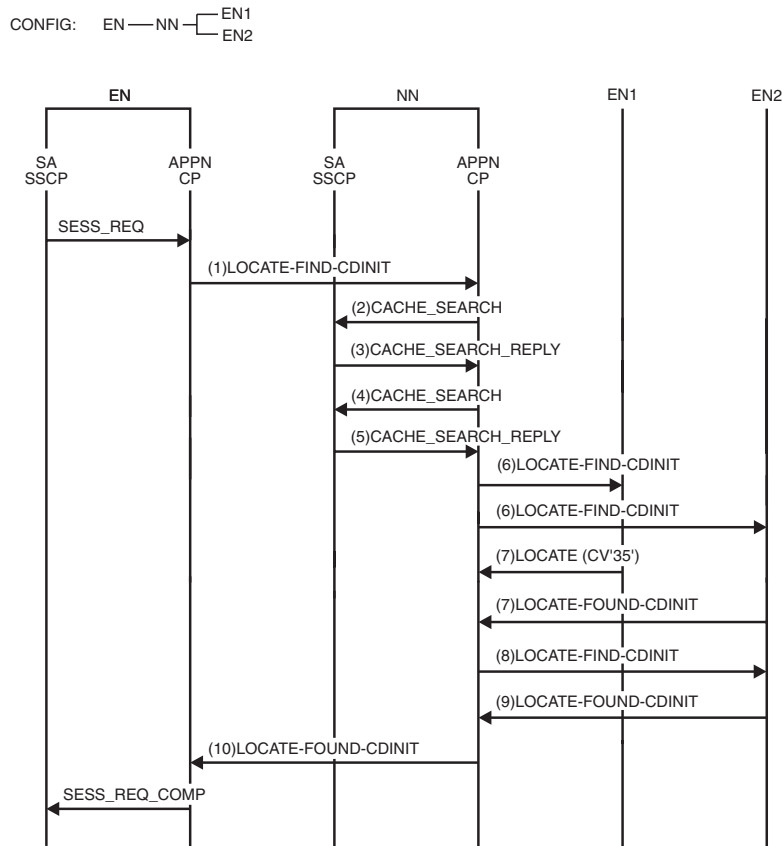 CONFIG: EN NN EN1
EN2
EN NN EN1 EN2
SA APPN SA APPN
SSCP CP SSCP CP
SESS_REQ
(1)LOCATE-FIND-CDINIT
(2)CACHE_SEARCH
(3)CACHE_SEARCH_REPLY
(4)CACHE_SEARCH
(5)CACHE_SEARCH_REPLY
(6)LOCATE-FIND-CDINIT
(6)LOCATE-FIND-CDINIT
(7)LOCATE (CV'35')
(7)LOCATE-FOUND-CDINIT
(8)LOCATE-FIND-CDINIT
(9)LOCATE-FOUND-CDINIT
(10)LOCATE-FOUND-CDINIT
SESS_REQ_COMP